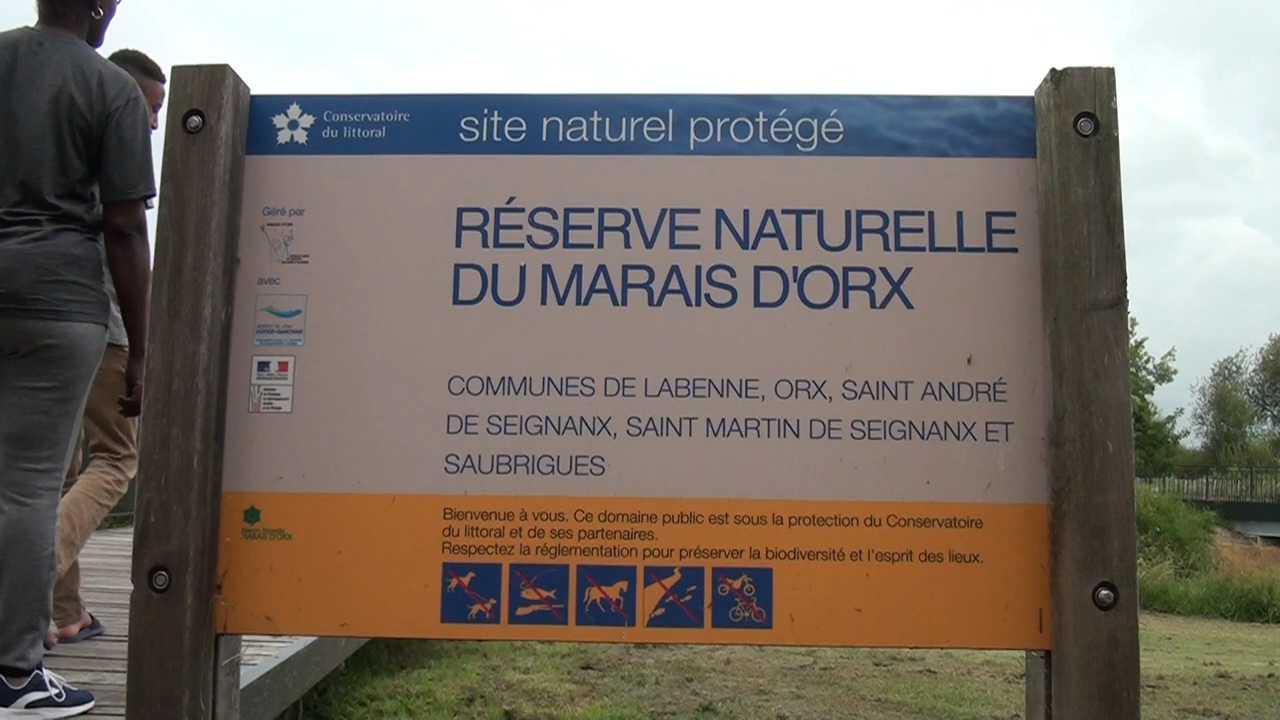 Conservatoire
du littoral
site naturel protégé
Géré par
avec
RÉSERVE NATURELLE
DU MARAIS D'ORX
COMMUNES DE LABENNE, ORX, SAINT ANDRÉ
DE SEIGNANX, SAINT MARTIN DE SEIGNANX ET
SAUBRIGUES
MARAIS D'ORX
Bienvenue à vous. Ce domaine public est sous la protection du Conservatoire
du littoral et de ses partenaires.
Respectez la réglementation pour préserver la biodiversité et l'esprit des lieux.